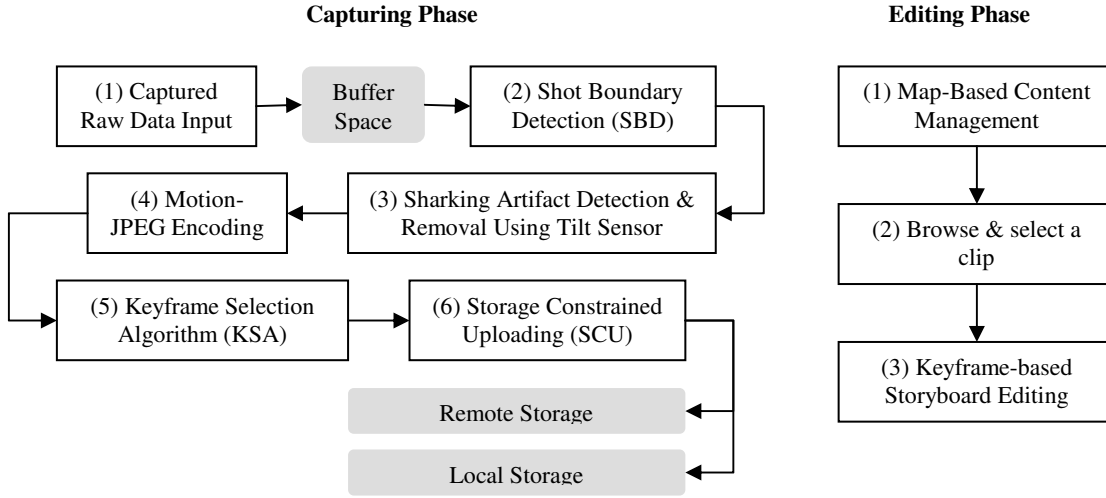 Capturing Phase
Editing Phase
(1) Captured
Raw Data Input
Buffer
Space
(2) Shot Boundary
Detection (SBD)
(3) Sharking Artifact Detection &
Removal Using Tilt Sensor
(4) Motion-
JPEG Encoding
(5) Keyframe Selection
Algorithm (KSA)
(6) Storage Constrained
Uploading (SCU)
Remote Storage
Local Storage
(1) Map-Based Content
Management
(2) Browse & select a
clip
(3) Keyframe-based
Storyboard Editing